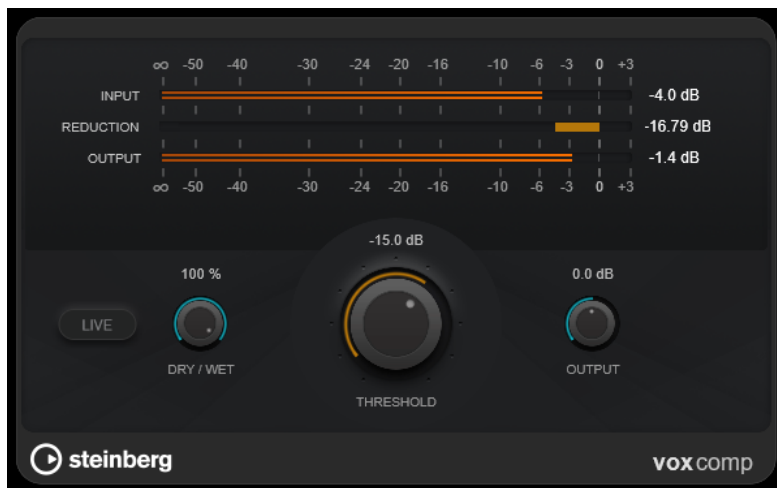 ∞ -50 -40 -30 -24 -20 -16 -10 -6 -3 0 +3
INPUT -4.0 dB
REDUCTION -16.79 dB
OUTPUT -1.4 dB
∞ -50 -40 -30 -24 -20 -16 -10 -6 -3 0 +3
-15.0 dB
100 % 0.0 dB
LIVE
DRY / WET OUTPUT
THRESHOLD
steinberg voxcomp